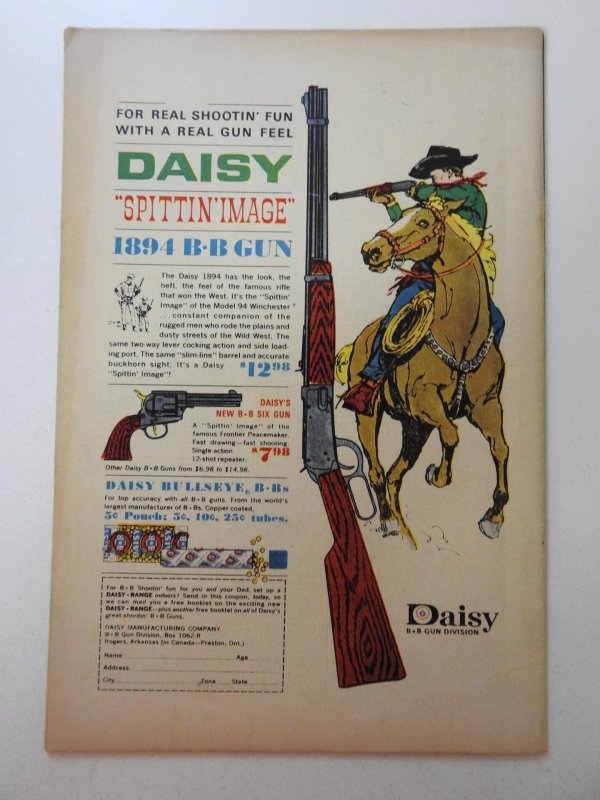 FOR REAL SHOOTIN' FUN
WITH A REAL GUN FEEL
DAISY
"SPITTIN' IMAGE"
1894 B·B GUN
The Daisy 1894 has the look, the
heft, the feel of the famous rifle
that won the West. It's the "Spittin'
Image" of the Model 94 Winchester
...constant companion of the
rugged men who rode the plains and
dusty streets of the Wild West. The
same two-way lever cocking action and side load-
ing port. The same "slim-line" barrel and accurate
buckhorn sight. It's a Daisy
"Spittin' Image"!
$12.98
DAISY'S
NEW B·B SIX GUN
A "Spittin' Image" of the
famous Frontier Peacemaker.
Fast drawing—fast shooting.
Single action
12-shot repeater.
$7.98
Other Daisy B·B Guns from $6.98 to $14.98.
DAISY BULLSEYE® B·Bs
For top accuracy with all B·B guns. From the world's
largest manufacturer of B·Bs. Copper coated.
5¢ Pouch; 5¢, 10¢, 25¢ tubes.
For B·B Shootin' fun for you and your Dad, set up a
DAISY-RANGE indoors! Send in this coupon, today, so
we can mail you a free booklet on the exciting new
DAISY-RANGE—plus another free booklet on all of Daisy's
great shootin' B·B Guns.
DAISY MANUFACTURING COMPANY
B·B Gun Division, Box 1062-R
Rogers, Arkansas (in Canada—Preston, Ont.)
Name Age
Address
City Zone State
Daisy
B·B GUN DIVISION